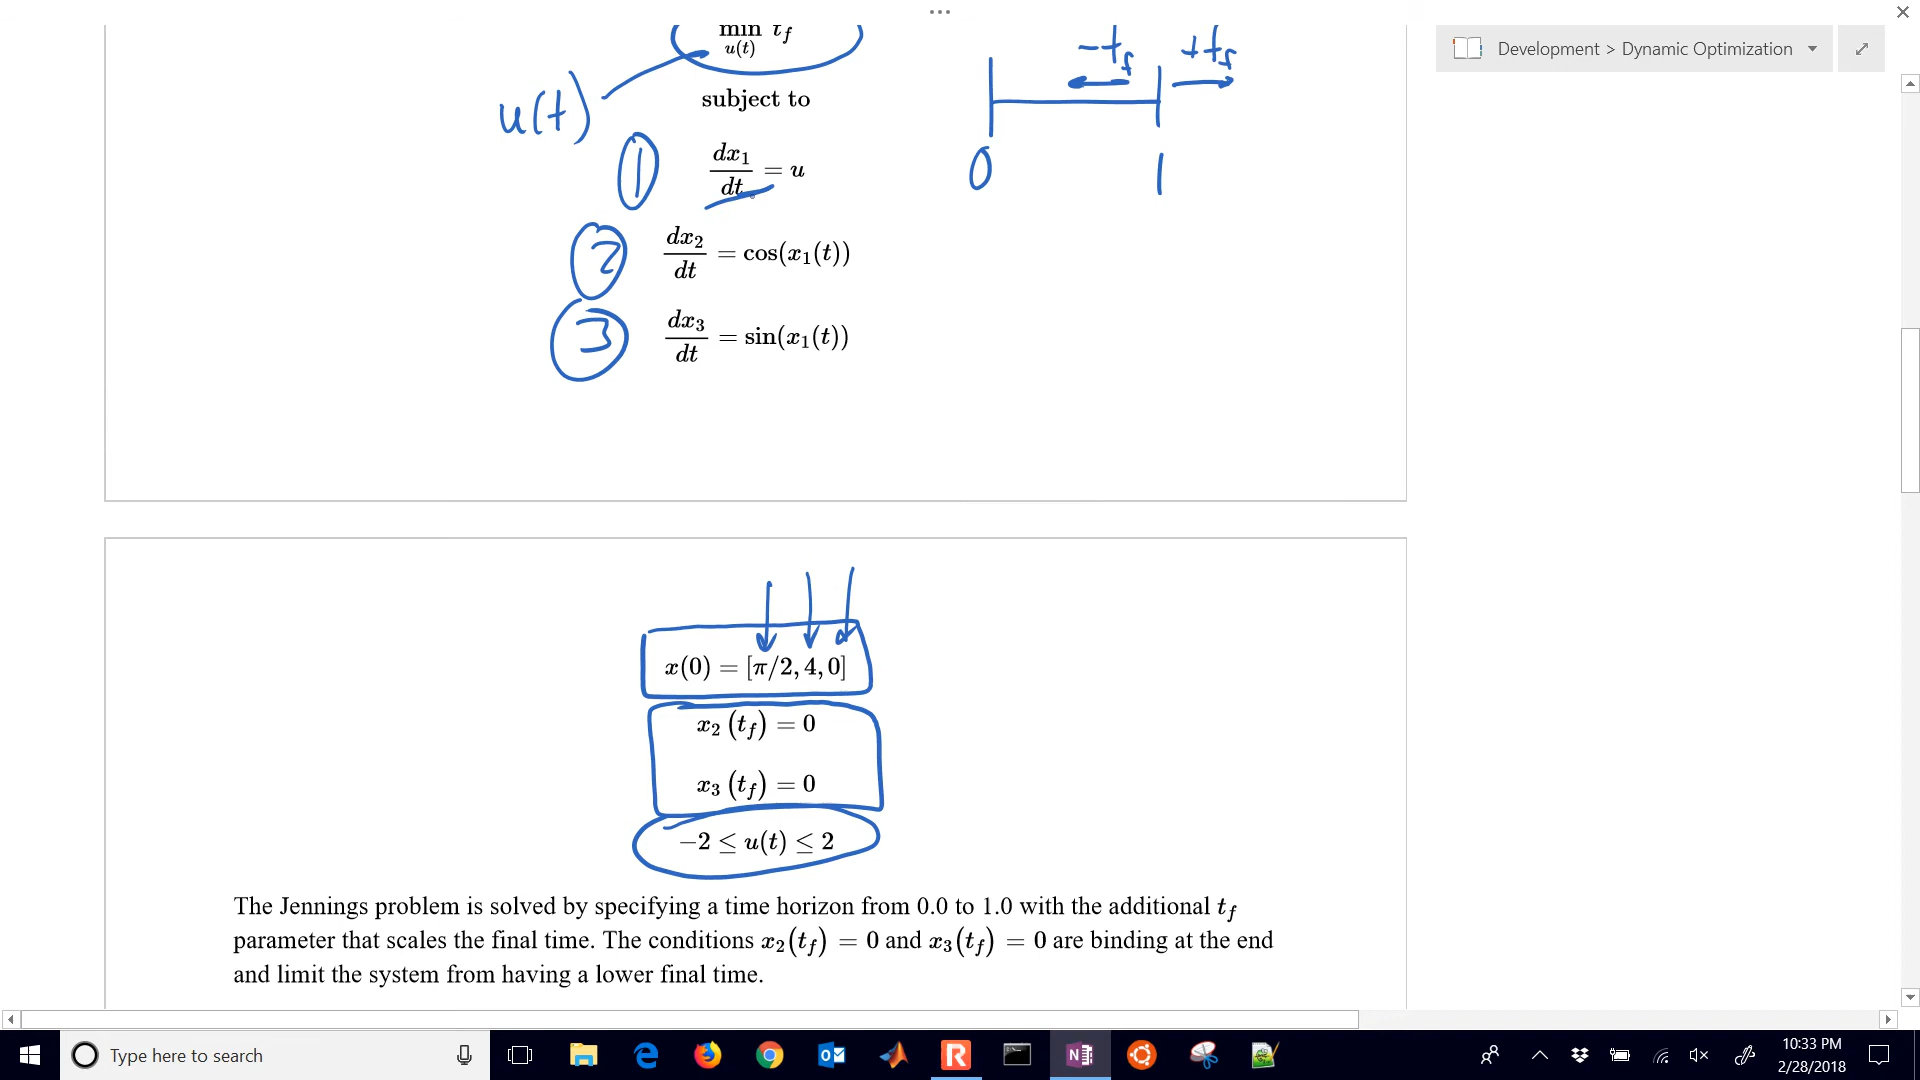 min t_f
u(t)
−t_f +t_f
u(t)
subject to
1 dx₁/dt = u
0 1
2 dx₂/dt = cos(x₁(t))
3 dx₃/dt = sin(x₁(t))
x(0) = [π/2, 4, 0]
x₂(t_f) = 0
x₃(t_f) = 0
−2 ≤ u(t) ≤ 2
The Jennings problem is solved by specifying a time horizon from 0.0 to 1.0 with the additional t_f
parameter that scales the final time. The conditions x₂(t_f) = 0 and x₃(t_f) = 0 are binding at the end
and limit the system from having a lower final time.
Development > Dynamic Optimization
Type here to search
10:33 PM
2/28/2018